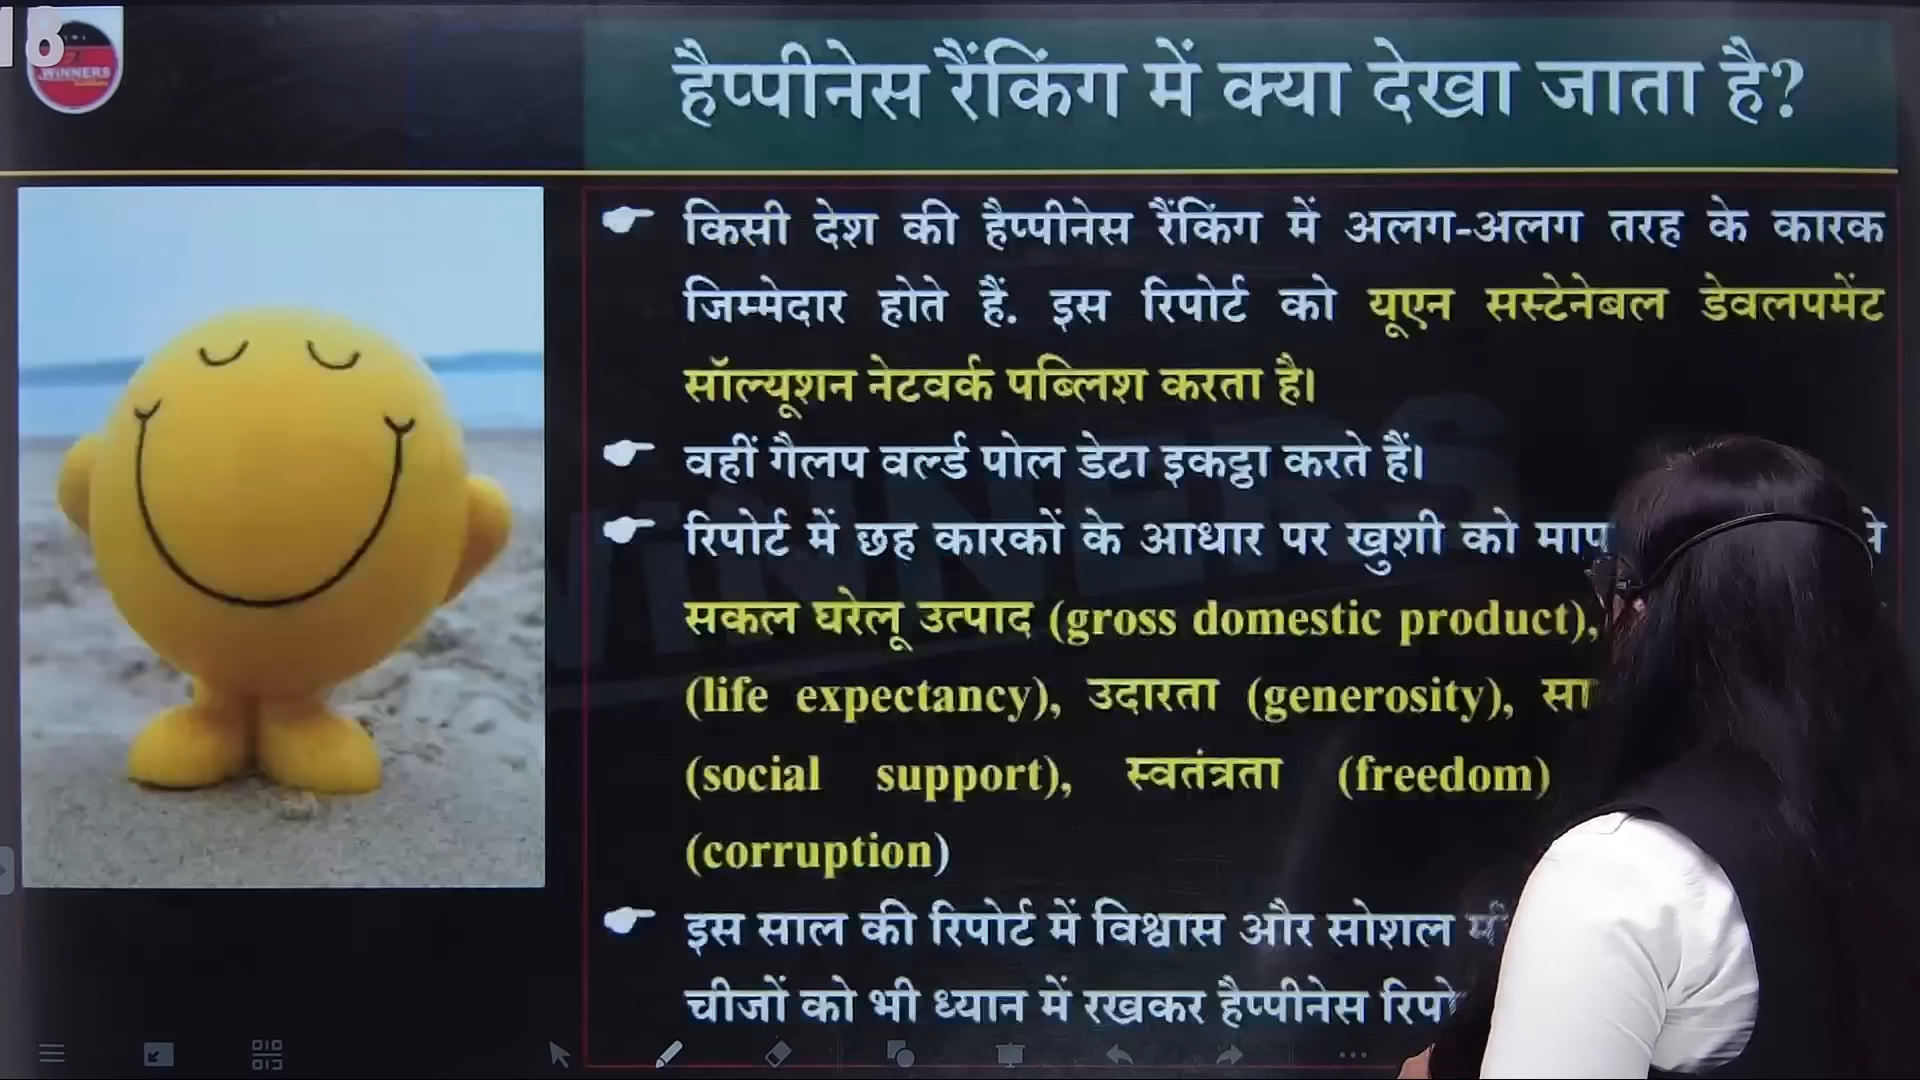 18
WiNNERS
हैप्पीनेस रैंकिंग में क्या देखा जाता है?
किसी देश की हैप्पीनेस रैंकिंग में अलग-अलग तरह के कारक
जिम्मेदार होते हैं. इस रिपोर्ट को यूएन सस्टेनेबल डेवलपमेंट
सॉल्यूशन नेटवर्क पब्लिश करता है।
वहीं गैलप वर्ल्ड पोल डेटा इकट्ठा करते हैं।
रिपोर्ट में छह कारकों के आधार पर खुशी को
सकल घरेलू उत्पाद (gross domestic product),
(life expectancy), उदारता (generosity),
(social support), स्वतंत्रता (freedom)
(corruption)
इस साल की रिपोर्ट में विश्वास और सोशल
चीजों को भी ध्यान में रखकर हैप्पीनेस